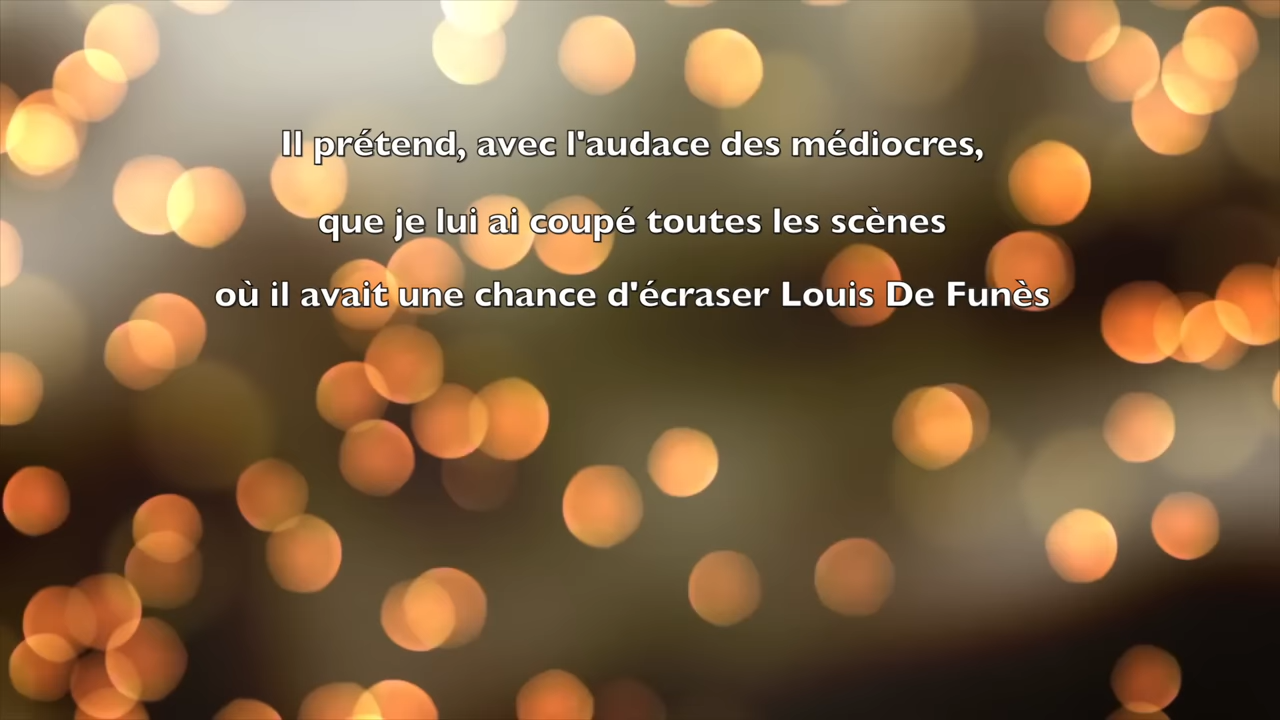 Il prétend, avec l'audace des médiocres,
que je lui ai coupé toutes les scènes
où il avait une chance d'écraser Louis De Funès